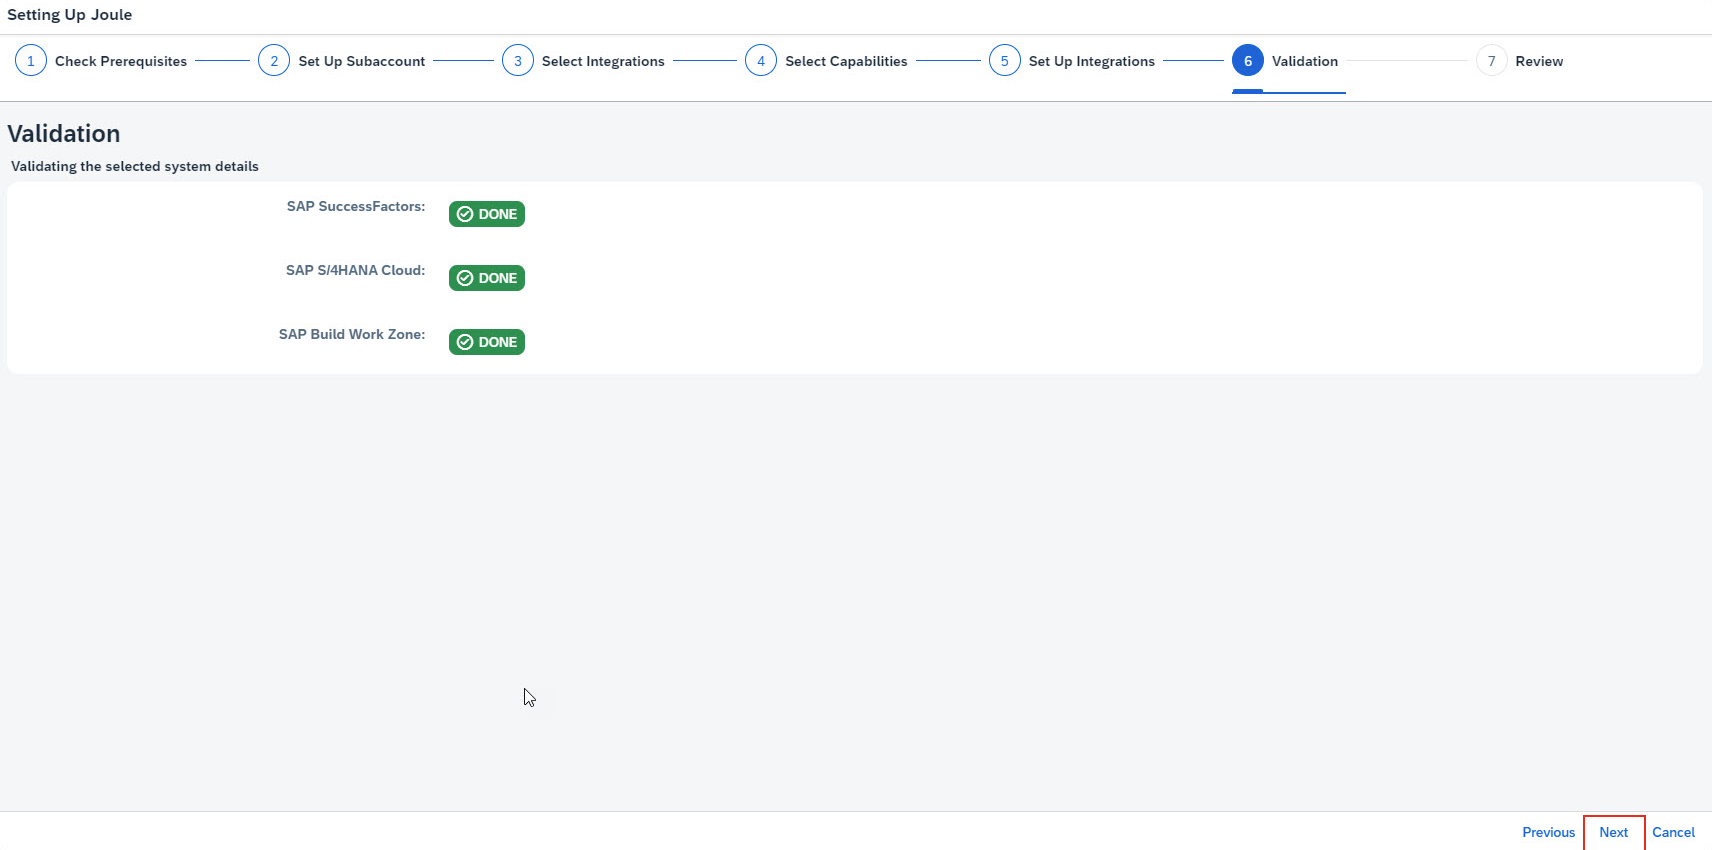 Setting Up Joule
1 Check Prerequisites 2 Set Up Subaccount 3 Select Integrations 4 Select Capabilities 5 Set Up Integrations 6 Validation 7 Review
Validation
Validating the selected system details
SAP SuccessFactors: DONE
SAP S/4HANA Cloud: DONE
SAP Build Work Zone: DONE
Previous Next Cancel